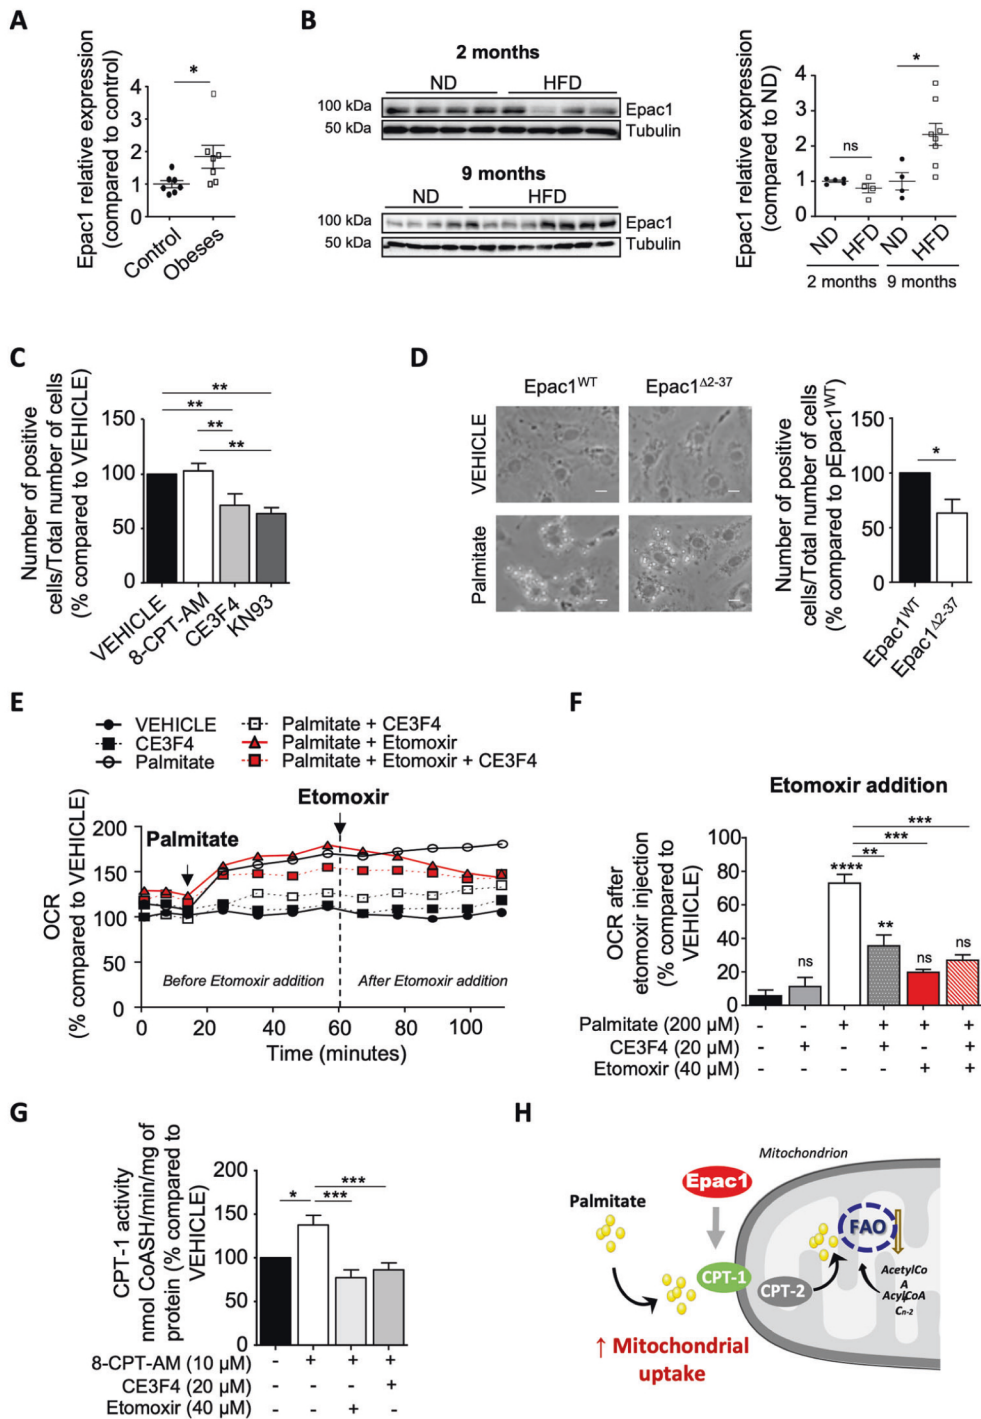 A
Epac1 relative expression
(compared to control)
4
3
2
1
0
*
Control
Obeses
B
2 months
ND
HFD
100 kDa
Epac1
50 kDa
Tubulin
9 months
ND
HFD
100 kDa
Epac1
50 kDa
Tubulin
Epac1 relative expression
(compared to ND)
4
3
2
1
0
ns
*
ND
HFD
ND
HFD
2 months
9 months
C
Number of positive
cells/Total number of cells
(% compared to VEHICLE)
150
100
50
0
**
**
**
**
VEHICLE
8-CPT-AM
CE3F4
KN93
D
Epac1WT
Epac1Δ2-37
VEHICLE
Palmitate
Number of positive
cells/Total number of cells
(% compared to pEpac1WT)
150
100
50
0
*
Epac1WT
Epac1Δ2-37
E
VEHICLE
CE3F4
Palmitate
Palmitate + CE3F4
Palmitate + Etomoxir
Palmitate + Etomoxir + CE3F4
Etomoxir
Palmitate
OCR
(% compared to VEHICLE)
200
150
100
50
0
Before Etomoxir addition
After Etomoxir addition
0 20 40 60 80 100
Time (minutes)
F
Etomoxir addition
OCR after
etomoxir injection
(% compared to
VEHICLE)
100
80
60
40
20
0
***
***
**
****
**
ns
ns
ns
Palmitate (200 µM) - - + + + +
CE3F4 (20 µM) - + - + - +
Etomoxir (40 µM) - - - - + +
G
CPT-1 activity
nmol CoASH/min/mg of
protein (% compared to
VEHICLE)
200
150
100
50
0
***
* ***
8-CPT-AM (10 µM) - + + +
CE3F4 (20 µM) - - - +
Etomoxir (40 µM) - - + -
H
Mitochondrion
Epac1
Palmitate
FAO
CPT-1
CPT-2
AcetylCo
A
AcylCoA
Cn-2
↑ Mitochondrial
uptake